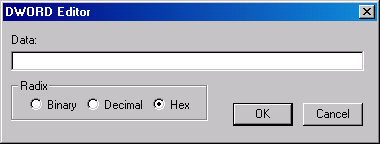 DWORD Editor
Data:
Radix
Binary Decimal Hex
OK Cancel